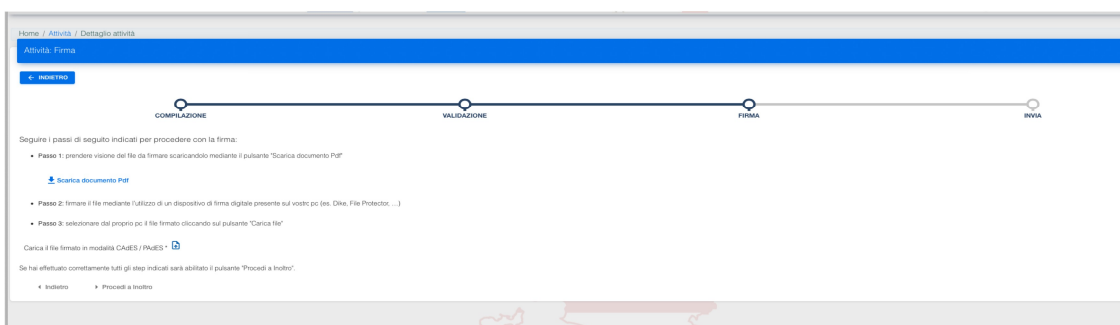 Home / Attività / Dettaglio attività
Attività: Firma
← INDIETRO
COMPILAZIONE VALIDAZIONE FIRMA INVIA
Seguire i passi di seguito indicati per procedere con la firma:
• Passo 1: prendere visione del file da firmare scaricandolo mediante il pulsante "Scarica documento Pdf"
Scarica documento Pdf
• Passo 2: firmare il file mediante l'utilizzo di un dispositivo di firma digitale presente sul vostro pc (es. Dike, File Protector, ...)
• Passo 3: selezionare dal proprio pc il file firmato cliccando sul pulsante "Carica file"
Carica il file firmato in modalità CAdES / PAdES *
Se hai effettuato correttamente tutti gli step indicati sarà abilitato il pulsante "Procedi a Inoltro".
Indietro Procedi a Inoltro